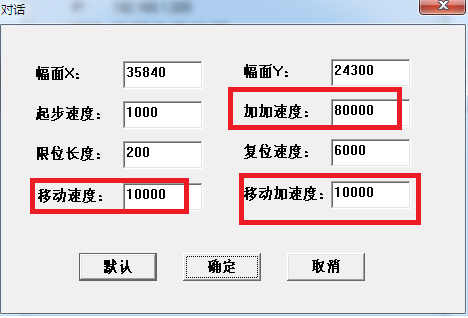 对话
幅面X： 35840 幅面Y： 24300
起步速度： 1000 加加速度： 80000
限位长度： 200 复位速度： 6000
移动速度： 10000 移动加速度： 10000
默认 确定 取消